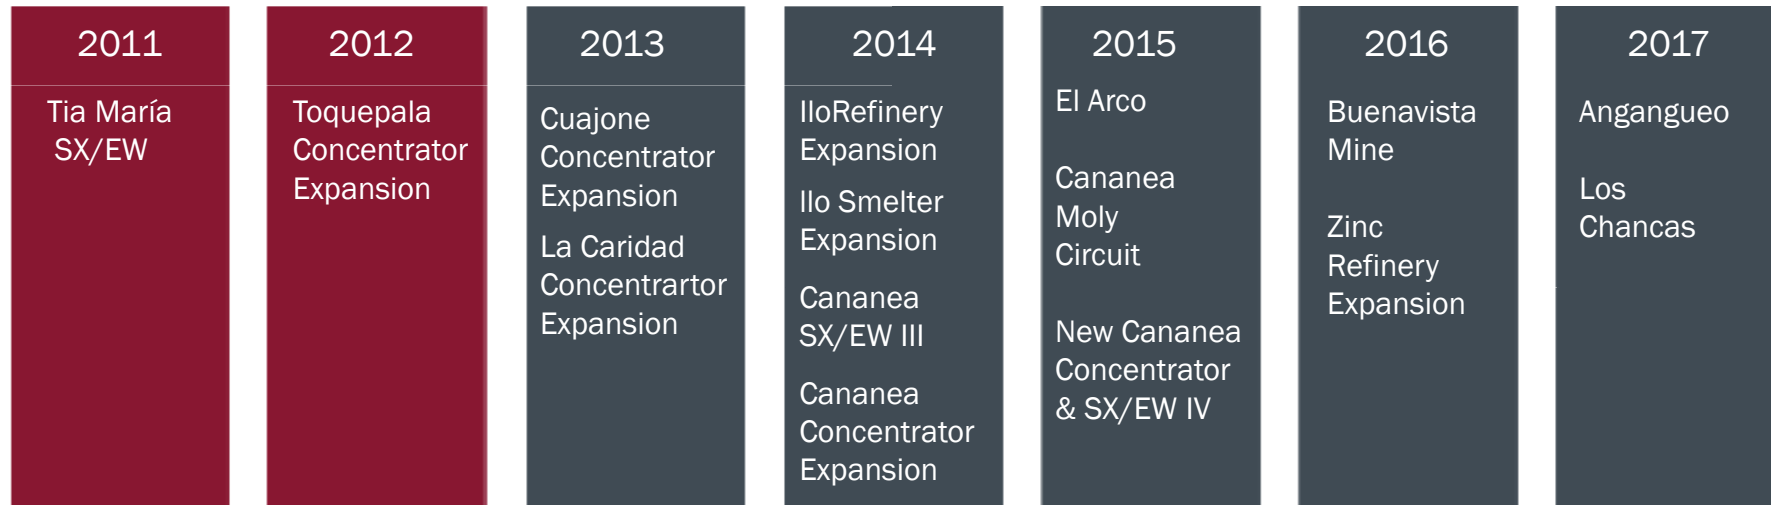 2011
Tia María
SX/EW
2012
Toquepala
Concentrator
Expansion
2013
Cuajone
Concentrator
Expansion
La Caridad
Concentrartor
Expansion
2014
IloRefinery
Expansion
Ilo Smelter
Expansion
Cananea
SX/EW III
Cananea
Concentrator
Expansion
2015
El Arco
Cananea
Moly
Circuit
New Cananea
Concentrator
& SX/EW IV
2016
Buenavista
Mine
Zinc
Refinery
Expansion
2017
Angangueo
Los
Chancas